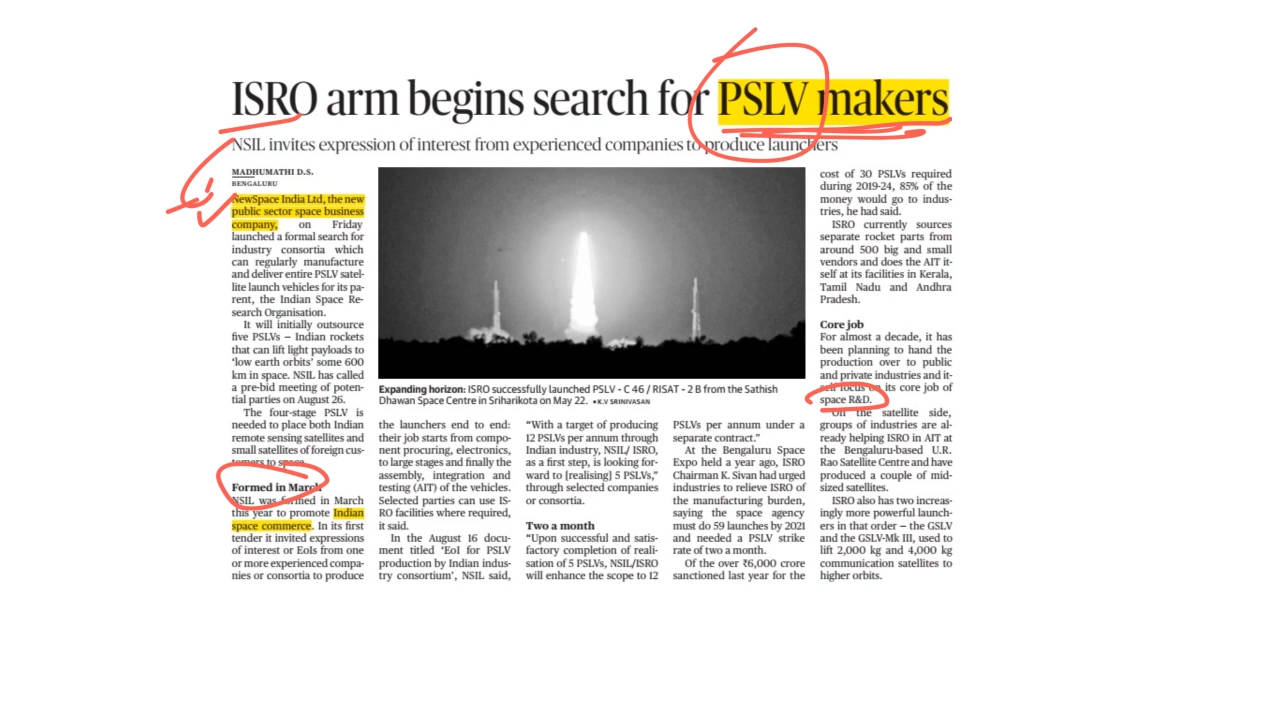 ISRO arm begins search for PSLV makers
NSIL invites expression of interest from experienced companies to produce launchers
MADHUMATHI D.S.
BENGALURU
NewSpace India Ltd, the new
public sector space business
company, on Friday
launched a formal search for
industry consortia which
can regularly manufacture
and deliver entire PSLV satel-
lite launch vehicles for its pa-
rent, the Indian Space Re-
search Organisation.
It will initially outsource
five PSLVs – Indian rockets
that can lift light payloads to
‘low earth orbits’ some 600
km in space. NSIL has called
a pre-bid meeting of poten-
tial parties on August 26.
The four-stage PSLV is
needed to place both Indian
remote sensing satellites and
small satellites of foreign cus-
tomers to space.
Formed in March
NSIL was formed in March
this year to promote Indian
space commerce. In its first
tender it invited expressions
of interest or EoIs from one
or more experienced compa-
nies or consortia to produce
Expanding horizon: ISRO successfully launched PSLV - C 46 / RISAT - 2 B from the Sathish
Dhawan Space Centre in Sriharikota on May 22. •K.V SRINIVASAN
the launchers end to end:
their job starts from compo-
nent procuring, electronics,
to large stages and finally the
assembly, integration and
testing (AIT) of the vehicles.
Selected parties can use IS-
RO facilities where required,
it said.
In the August 16 docu-
ment titled ‘EoI for PSLV
production by Indian indus-
try consortium’, NSIL said,
“With a target of producing
12 PSLVs per annum through
Indian industry, NSIL/ ISRO,
as a first step, is looking for-
ward to [realising] 5 PSLVs,”
through selected companies
or consortia.
Two a month
“Upon successful and satis-
factory completion of reali-
sation of 5 PSLVs, NSIL/ISRO
will enhance the scope to 12
PSLVs per annum under a
separate contract.”
At the Bengaluru Space
Expo held a year ago, ISRO
Chairman K. Sivan had urged
industries to relieve ISRO of
the manufacturing burden,
saying the space agency
must do 59 launches by 2021
and needed a PSLV strike
rate of two a month.
Of the over ₹6,000 crore
sanctioned last year for the
cost of 30 PSLVs required
during 2019-24, 85% of the
money would go to indus-
tries, he had said.
ISRO currently sources
separate rocket parts from
around 500 big and small
vendors and does the AIT it-
self at its facilities in Kerala,
Tamil Nadu and Andhra
Pradesh.
Core job
For almost a decade, it has
been planning to hand the
production over to public
and private industries and it-
self focus on its core job of
space R&D.
On the satellite side,
groups of industries are al-
ready helping ISRO in AIT at
the Bengaluru-based U.R.
Rao Satellite Centre and have
produced a couple of mid-
sized satellites.
ISRO also has two increas-
ingly more powerful launch-
ers in that order – the GSLV
and the GSLV-Mk III, used to
lift 2,000 kg and 4,000 kg
communication satellites to
higher orbits.